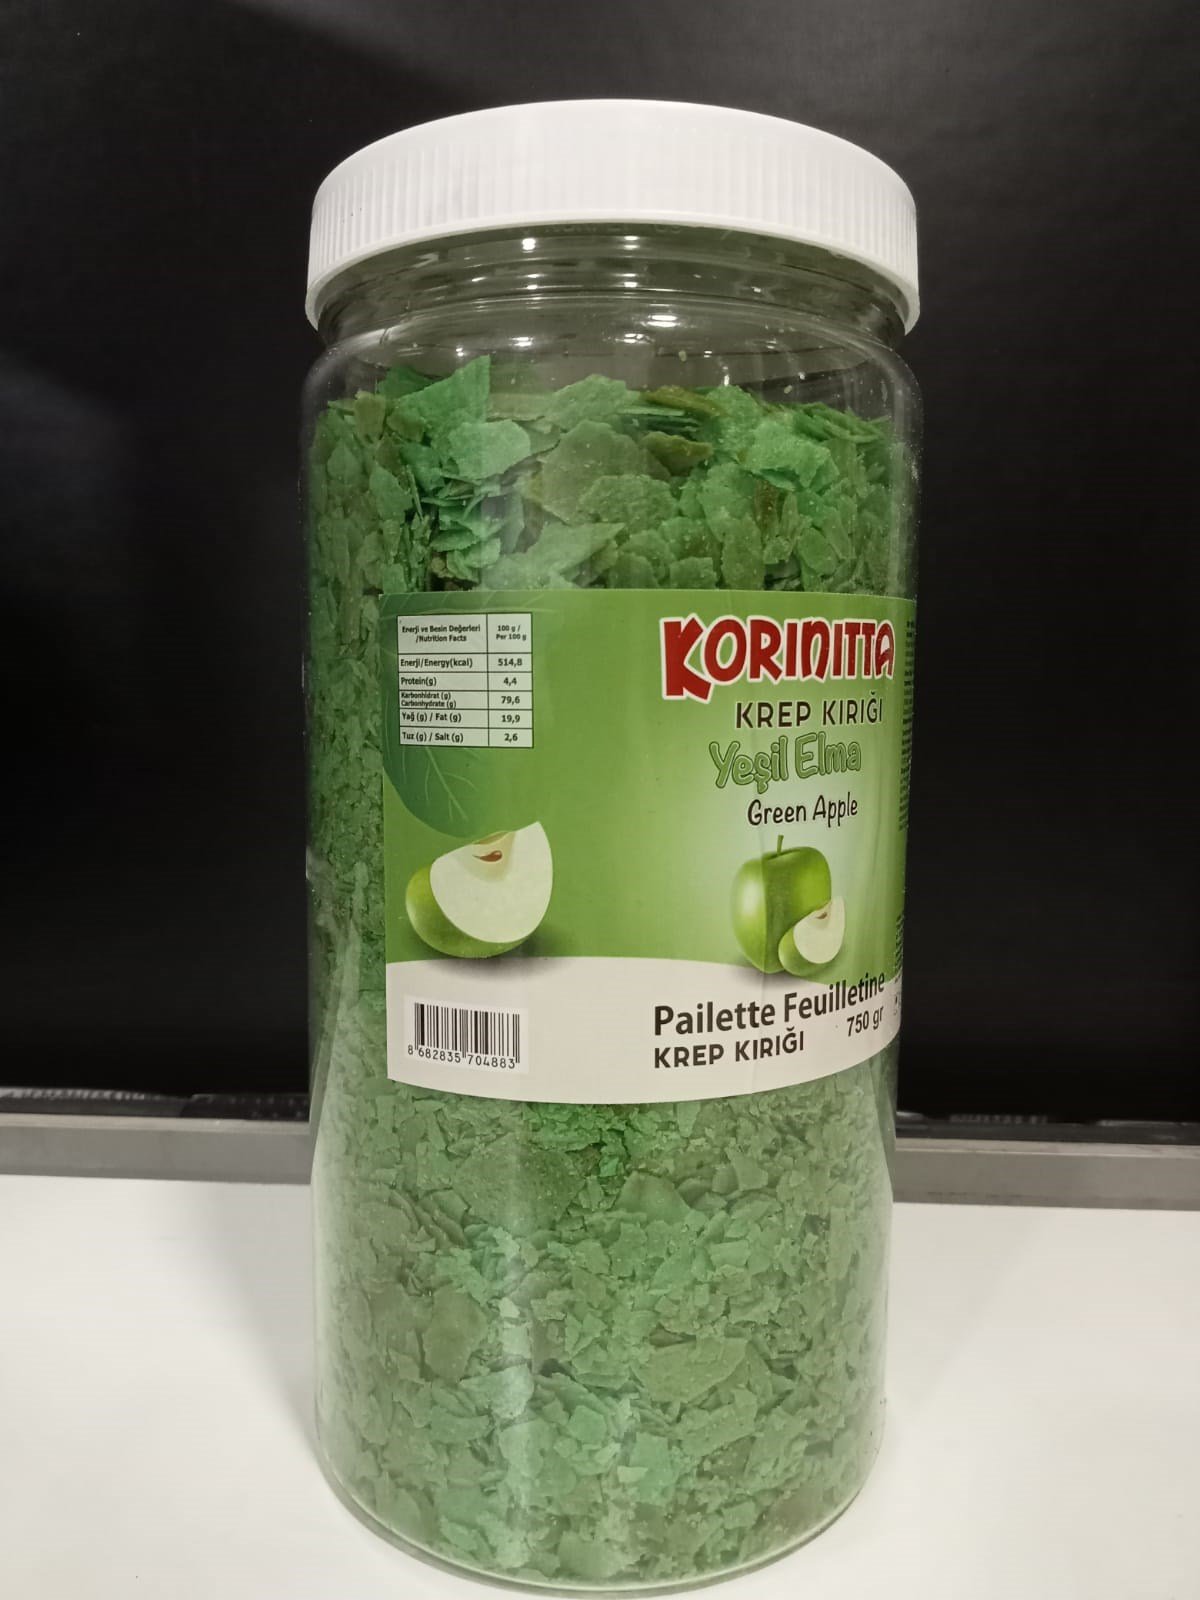 Enerji ve Besin Değerleri
/Nutrition Facts
100 g /
Per 100 g
Enerji/Energy(kcal) 514,8
Protein(g) 4,4
Karbonhidrat (g)
Carbonhydrate (g) 79,6
Yağ (g) / Fat (g) 19,9
Tuz (g) / Salt (g) 2,6
KORINITTA
KREP KIRIĞI
Yeşil Elma
Green Apple
Pailette Feuilletine
KREP KIRIĞI 750 gr
8 682835 704883